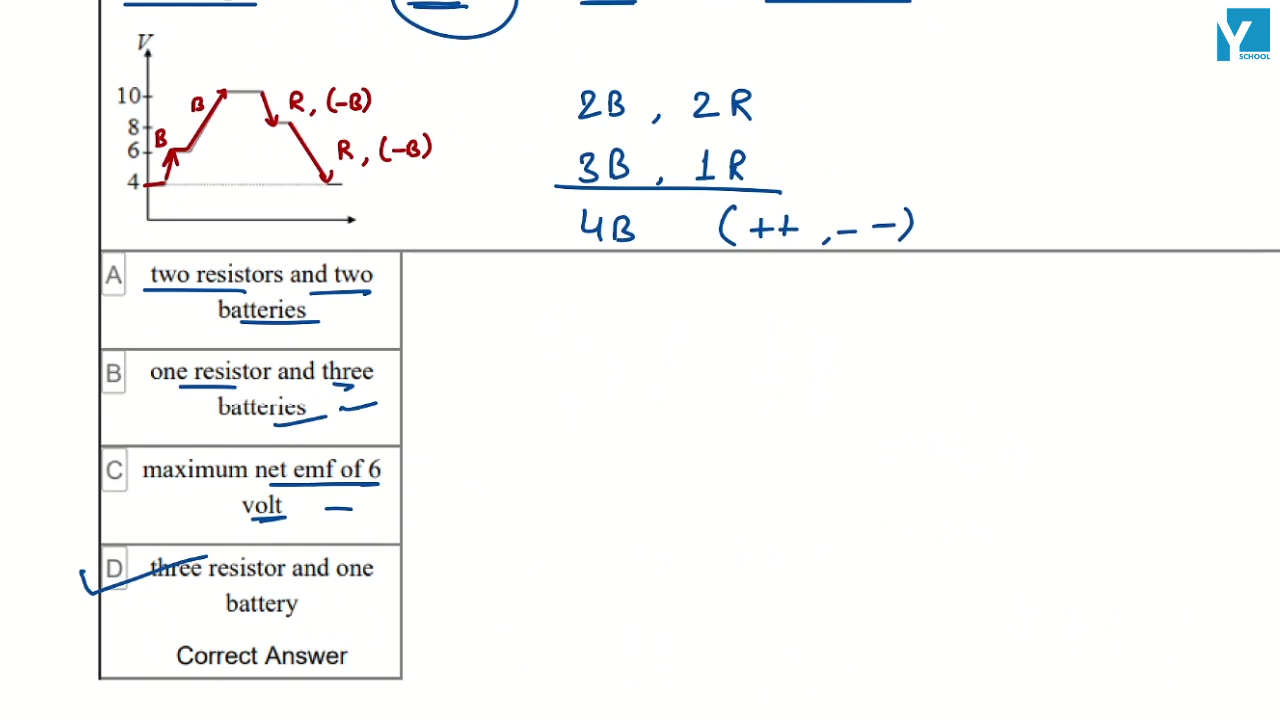 Y
SCHOOL
V
10
8
6
4
B
B
R, (-B)
R, (-B)
2B, 2R
3B, 1R
4B (++,--)
A two resistors and two
batteries
B one resistor and three
batteries
C maximum net emf of 6
volt
D three resistor and one
battery
Correct Answer